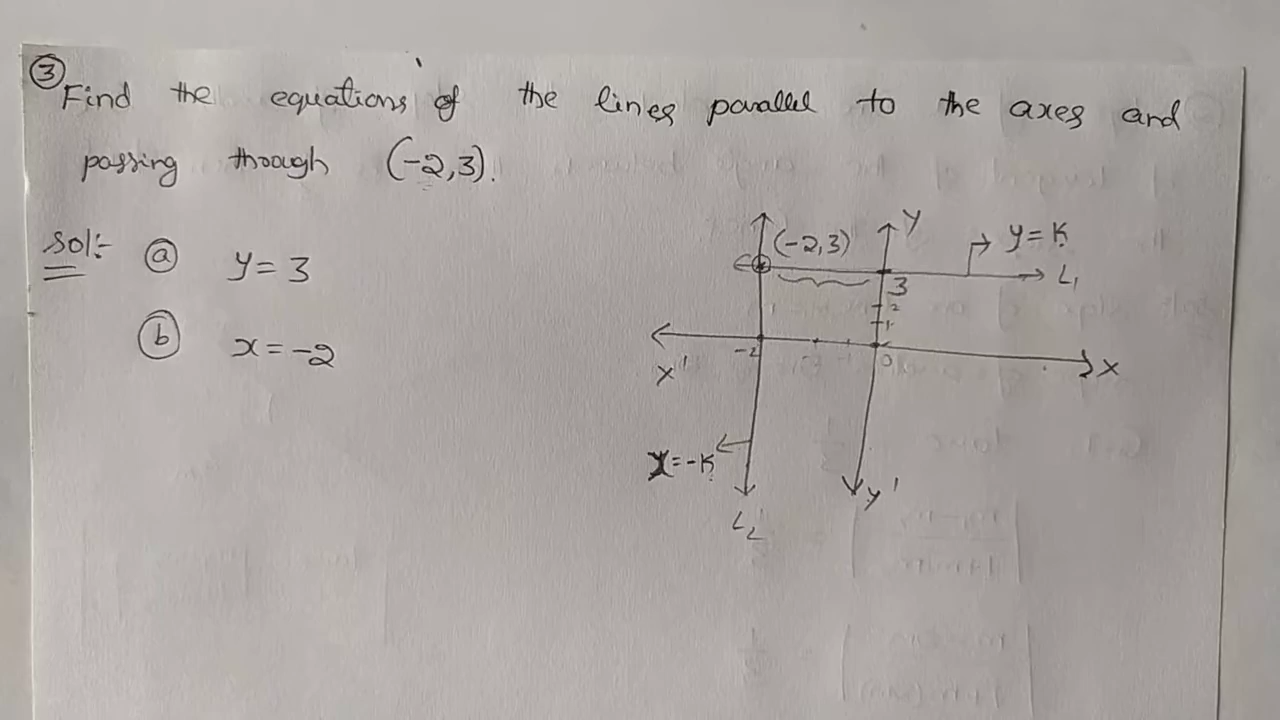 ③ Find the equations of the lines parallel to the axes and
passing through (-2,3).
Sol:- ⓐ y = 3
ⓑ x = -2
(-2,3)
Y
y = K
L₁
3
2
1
-2
-1
0
X'
X
x = -K
Y'
L₂